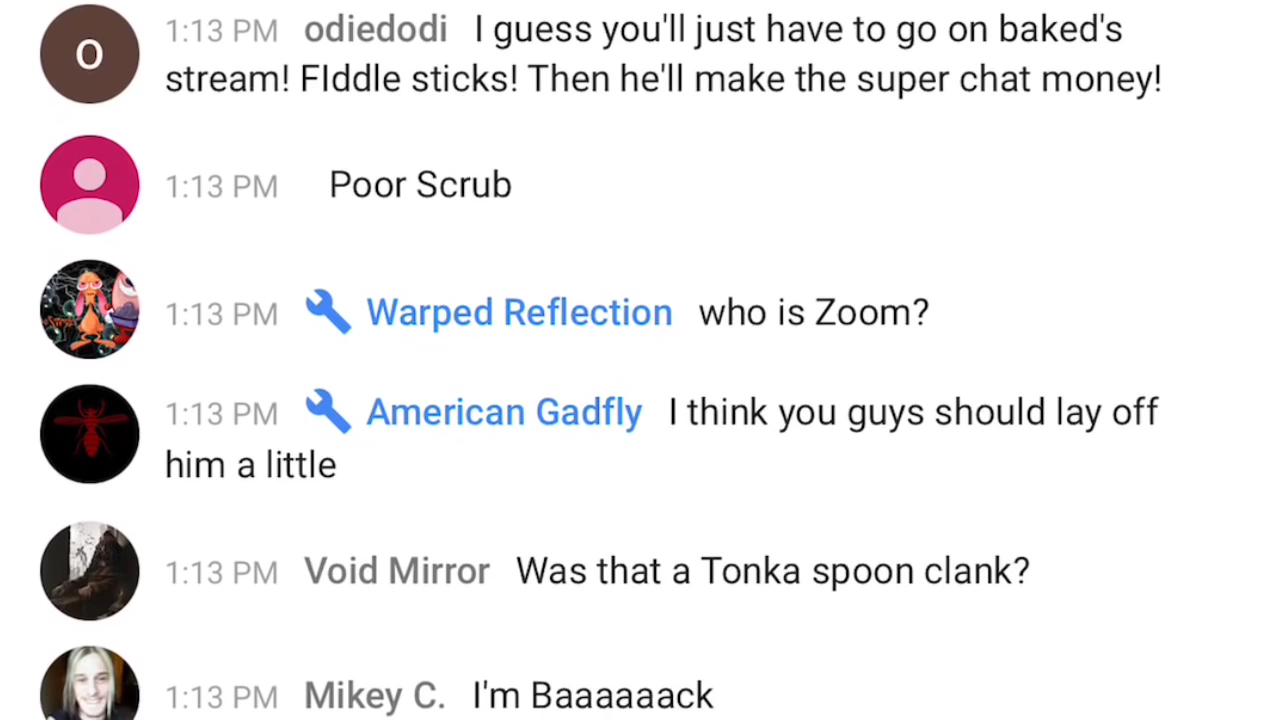 O
1:13 PM odiedodi I guess you'll just have to go on baked's
stream! FIddle sticks! Then he'll make the super chat money!
1:13 PM Poor Scrub
1:13 PM Warped Reflection who is Zoom?
1:13 PM American Gadfly I think you guys should lay off
him a little
1:13 PM Void Mirror Was that a Tonka spoon clank?
1:13 PM Mikey C. I'm Baaaaaack